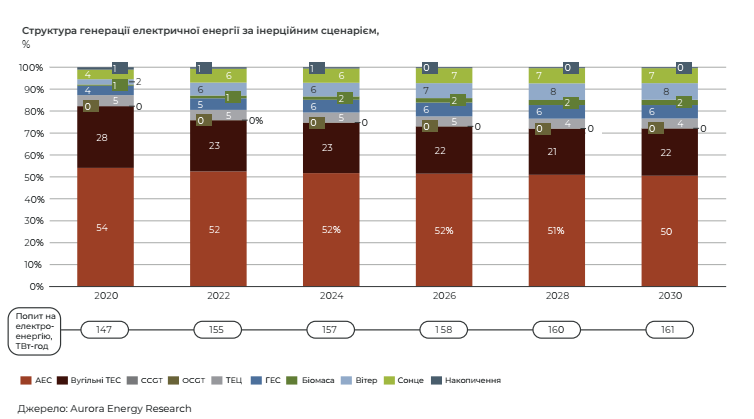 Структура генерації електричної енергії за інерційним сценарієм,
%
100% 1 1 1 0 0 0
4 6 6 7 7 7
90% 2
4 1 6 6 7 8 8
80% 5 5 1 6 2 6 2 6 2 6 2
0 0 5 5 5 4 4
70% 0 0% 0 0 0 0 0 0 0 0
60% 28 23 23 22 21 22
50%
40%
30% 54 52 52% 52% 51% 50
20%
10%
0%
2020 2022 2024 2026 2028 2030
Попит на
електро-
енергію,
ТВт-год
147 155 157 158 160 161
АЕС Вугільні ТЕС CCGT OCGT ТЕЦ ГЕС Біомаса Вітер Сонце Накопичення
Джерело: Aurora Energy Research